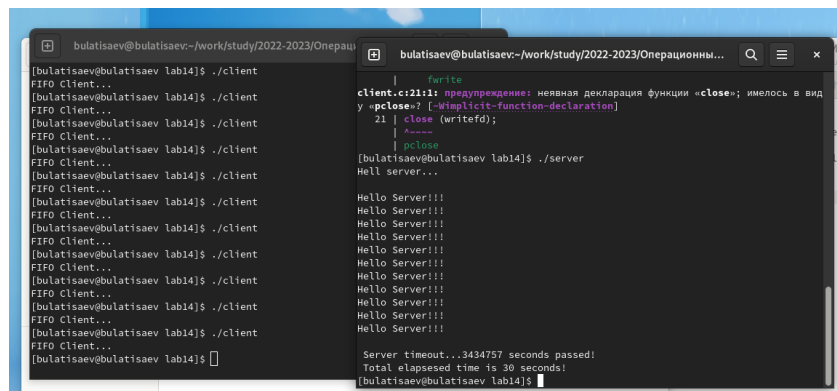 bulatisaev@bulatisaev:~/work/study/2022-2023/Операци
[bulatisaev@bulatisaev lab14]$ ./client
FIFO Client...
[bulatisaev@bulatisaev lab14]$ ./client
FIFO Client...
[bulatisaev@bulatisaev lab14]$ ./client
FIFO Client...
[bulatisaev@bulatisaev lab14]$ ./client
FIFO Client...
[bulatisaev@bulatisaev lab14]$ ./client
FIFO Client...
[bulatisaev@bulatisaev lab14]$ ./client
FIFO Client...
[bulatisaev@bulatisaev lab14]$ ./client
FIFO Client...
[bulatisaev@bulatisaev lab14]$ ./client
FIFO Client...
[bulatisaev@bulatisaev lab14]$ ./client
FIFO Client...
[bulatisaev@bulatisaev lab14]$ ./client
FIFO Client...
[bulatisaev@bulatisaev lab14]$ ./client
FIFO Client...
[bulatisaev@bulatisaev lab14]$
bulatisaev@bulatisaev:~/work/study/2022-2023/Операционны...
| fwrite
client.c:21:1: предупреждение: неявная декларация функции «close»; имелось в вид
у «pclose»? [-Wimplicit-function-declaration]
21 | close (writefd);
| ^~~~~
| pclose
[bulatisaev@bulatisaev lab14]$ ./server
Hell server...
Hello Server!!!
Hello Server!!!
Hello Server!!!
Hello Server!!!
Hello Server!!!
Hello Server!!!
Hello Server!!!
Hello Server!!!
Hello Server!!!
Hello Server!!!
Hello Server!!!
Server timeout...3434757 seconds passed!
Total elapsesed time is 30 seconds!
[bulatisaev@bulatisaev lab14]$